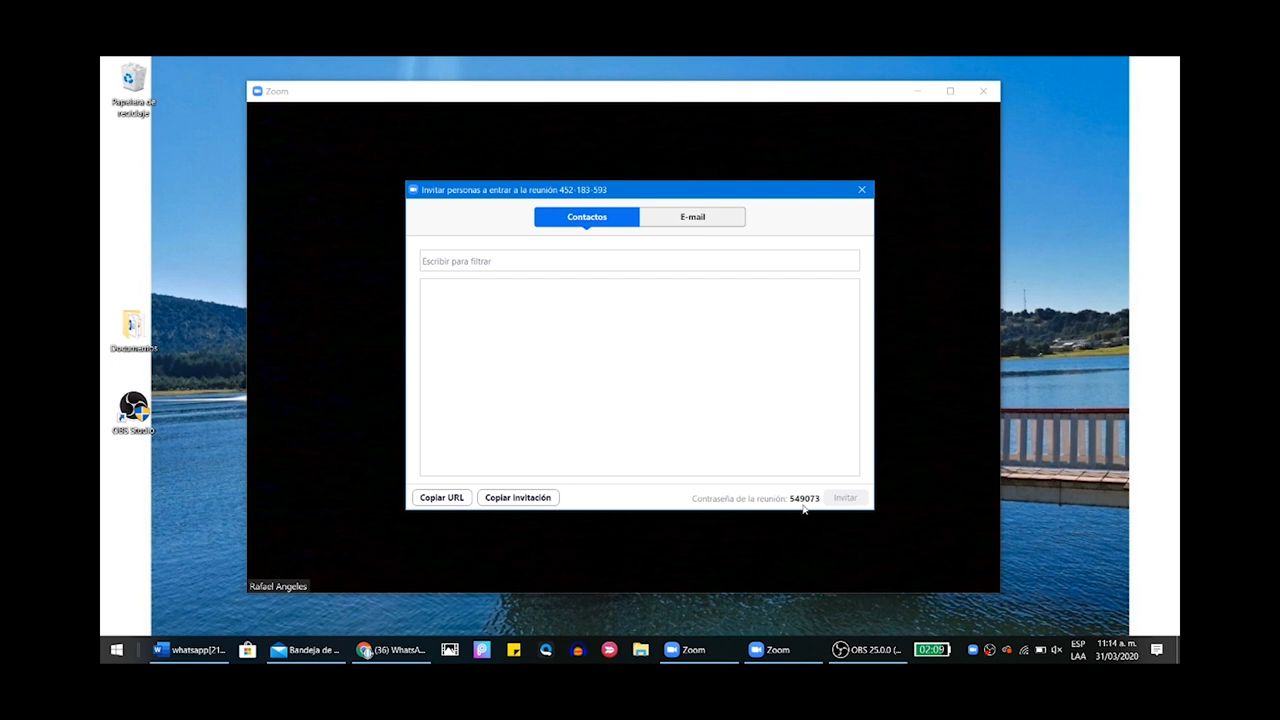 Papelera de
reciclaje
Zoom
Invitar personas a entrar a la reunión 452-183-593
Contactos
E-mail
Escribir para filtrar
Documentos
OBS Studio
Copiar URL
Copiar invitación
Contraseña de la reunión: 549073
Invitar
Rafael Angeles
whatsapp[21...
Bandeja de ...
(36) WhatsA...
Zoom
Zoom
OBS 25.0.0 (...
02:09
ESP
LAA
11:14 a. m.
31/03/2020